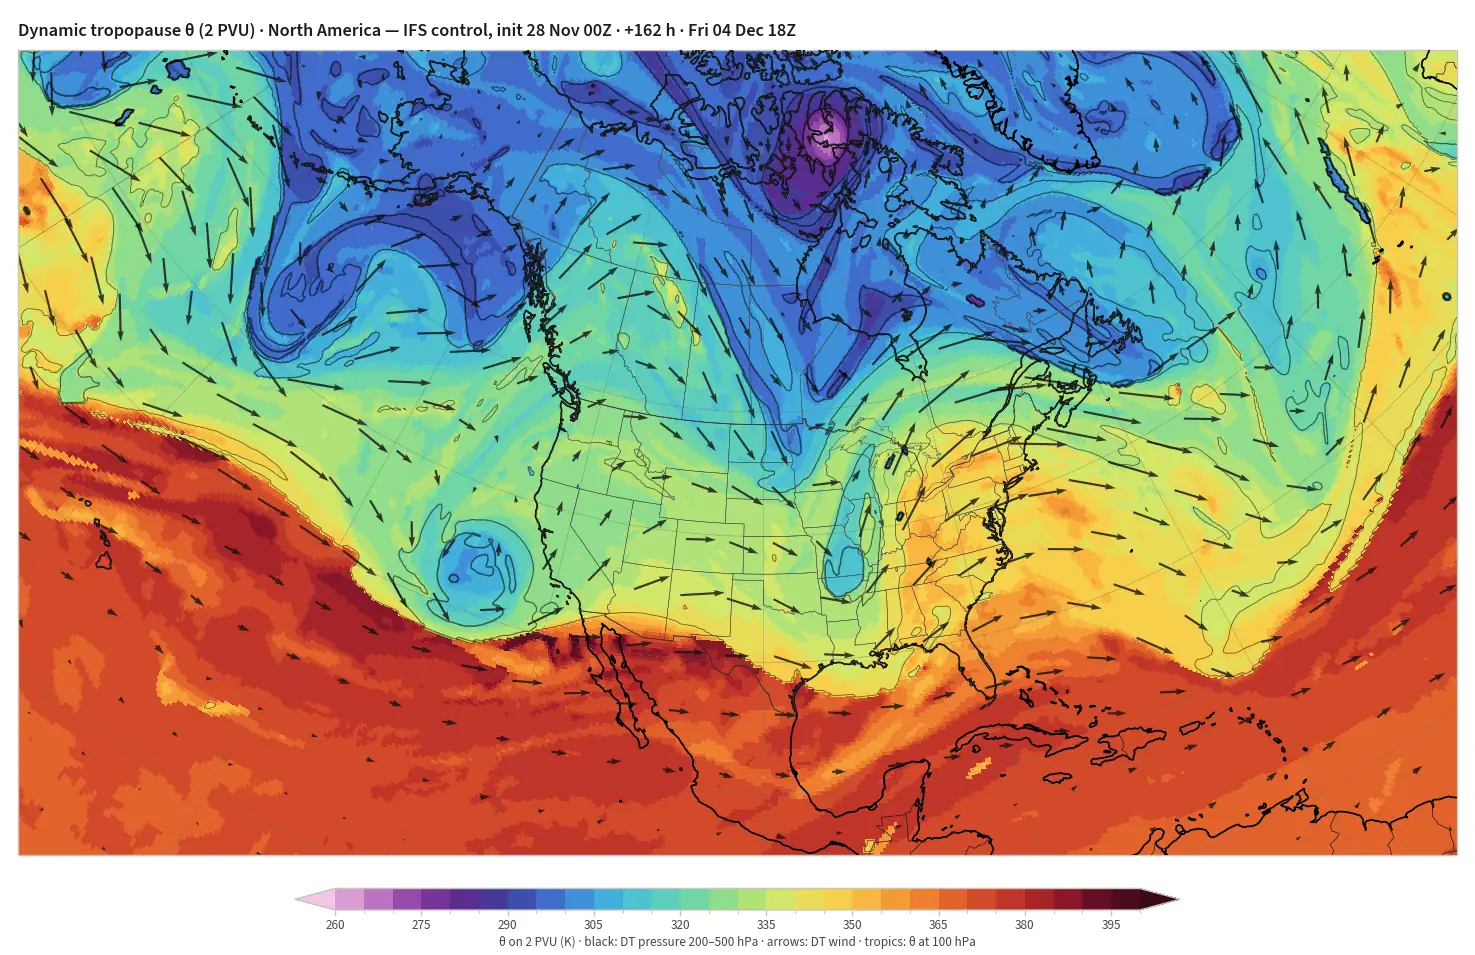 Dynamic tropopause θ (2 PVU) · North America — IFS control, init 28 Nov 00Z · +162 h · Fri 04 Dec 18Z
260 275 290 305 320 335 350 365 380 395
θ on 2 PVU (K) · black: DT pressure 200–500 hPa · arrows: DT wind · tropics: θ at 100 hPa